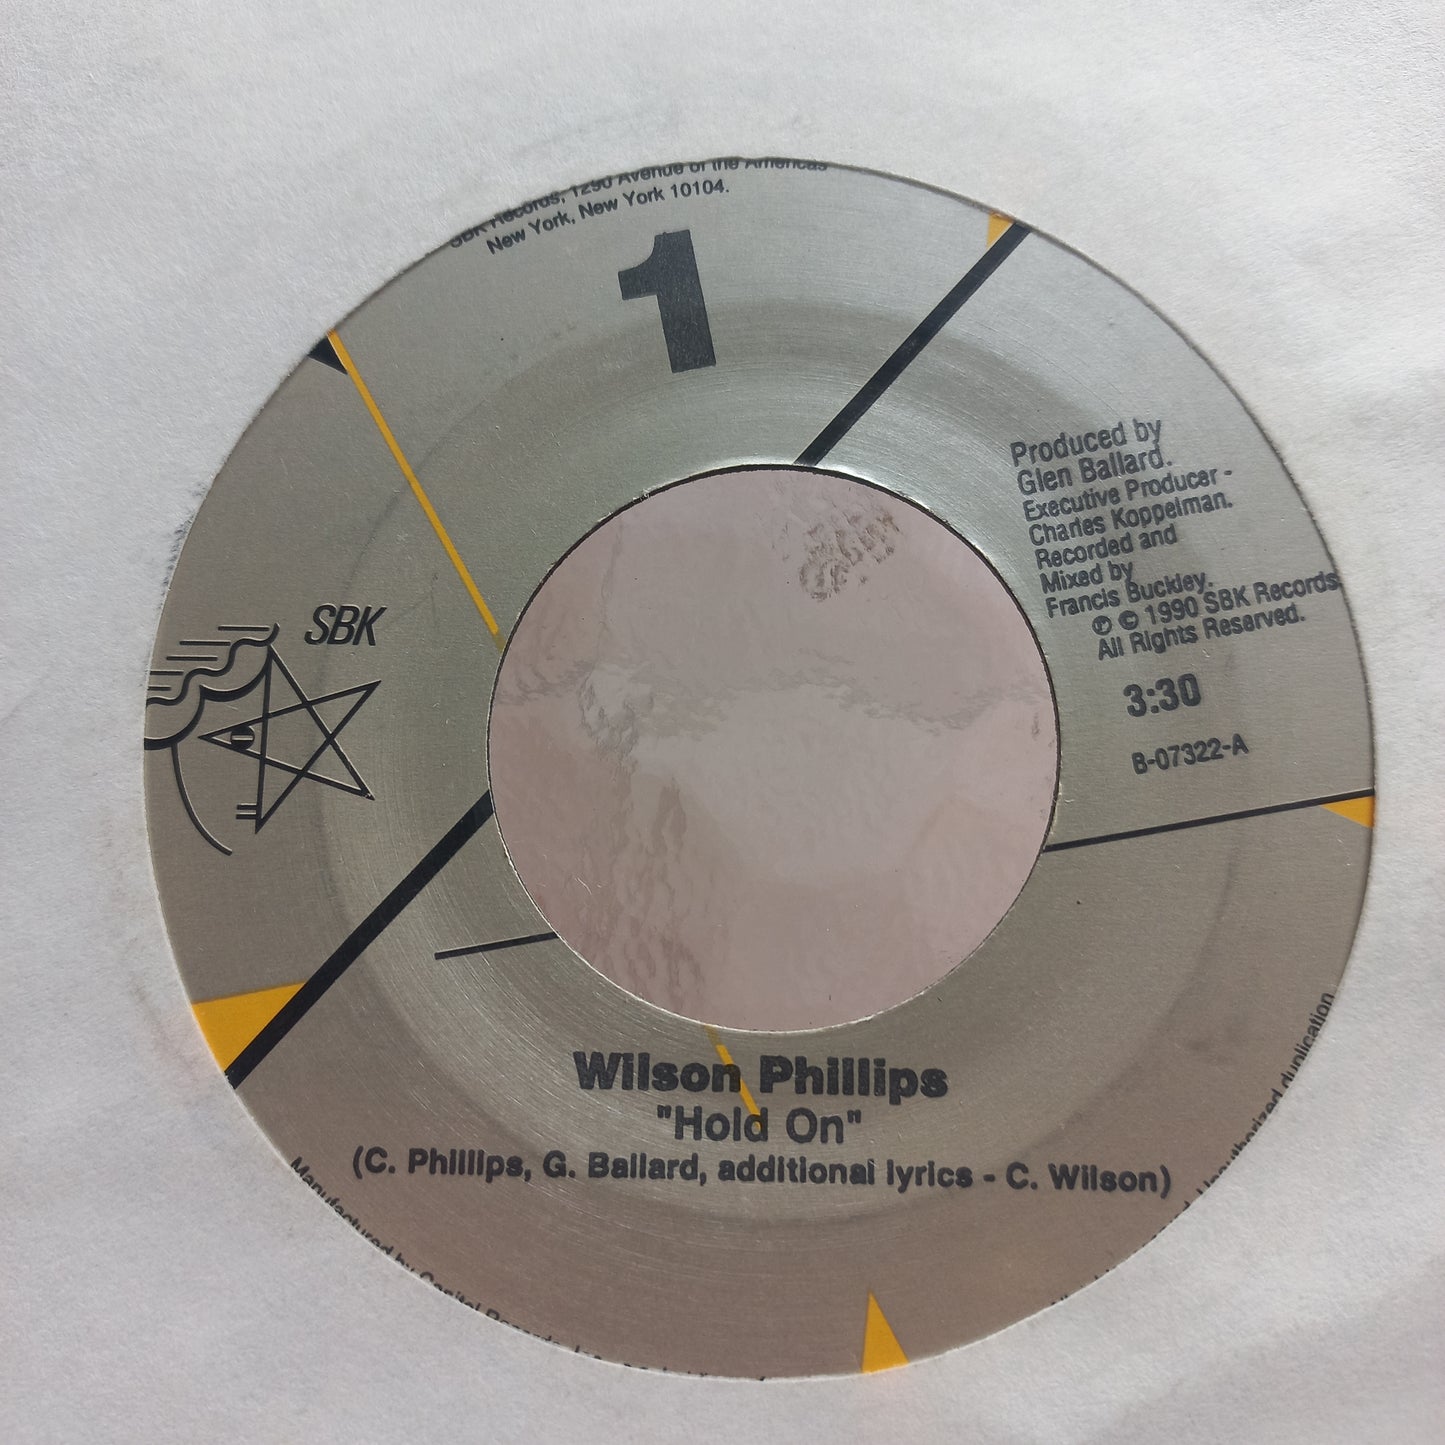 SBK Records, 1290 Avenue of the Americas
New York, New York 10104.
1
Produced by
Glen Ballard.
Executive Producer -
Charles Koppelman.
Recorded and
Mixed by
Francis Buckley.
℗ © 1990 SBK Records.
All Rights Reserved.
3:30
B-07322-A
SBK
Wilson Phillips
"Hold On"
(C. Phillips, G. Ballard, additional lyrics - C. Wilson)
Manufactured by Capitol Records,
Unauthorized duplication